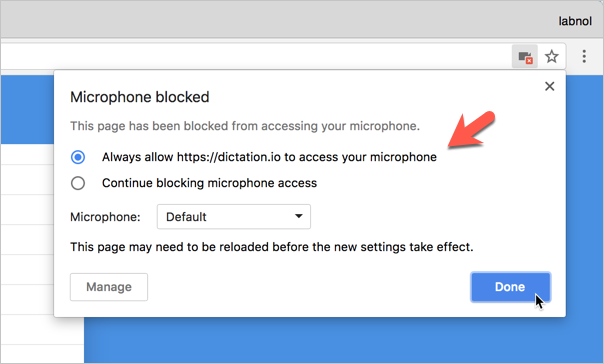 labnol
Microphone blocked
This page has been blocked from accessing your microphone.
Always allow https://dictation.io to access your microphone
Continue blocking microphone access
Microphone: Default
This page may need to be reloaded before the new settings take effect.
Manage Done